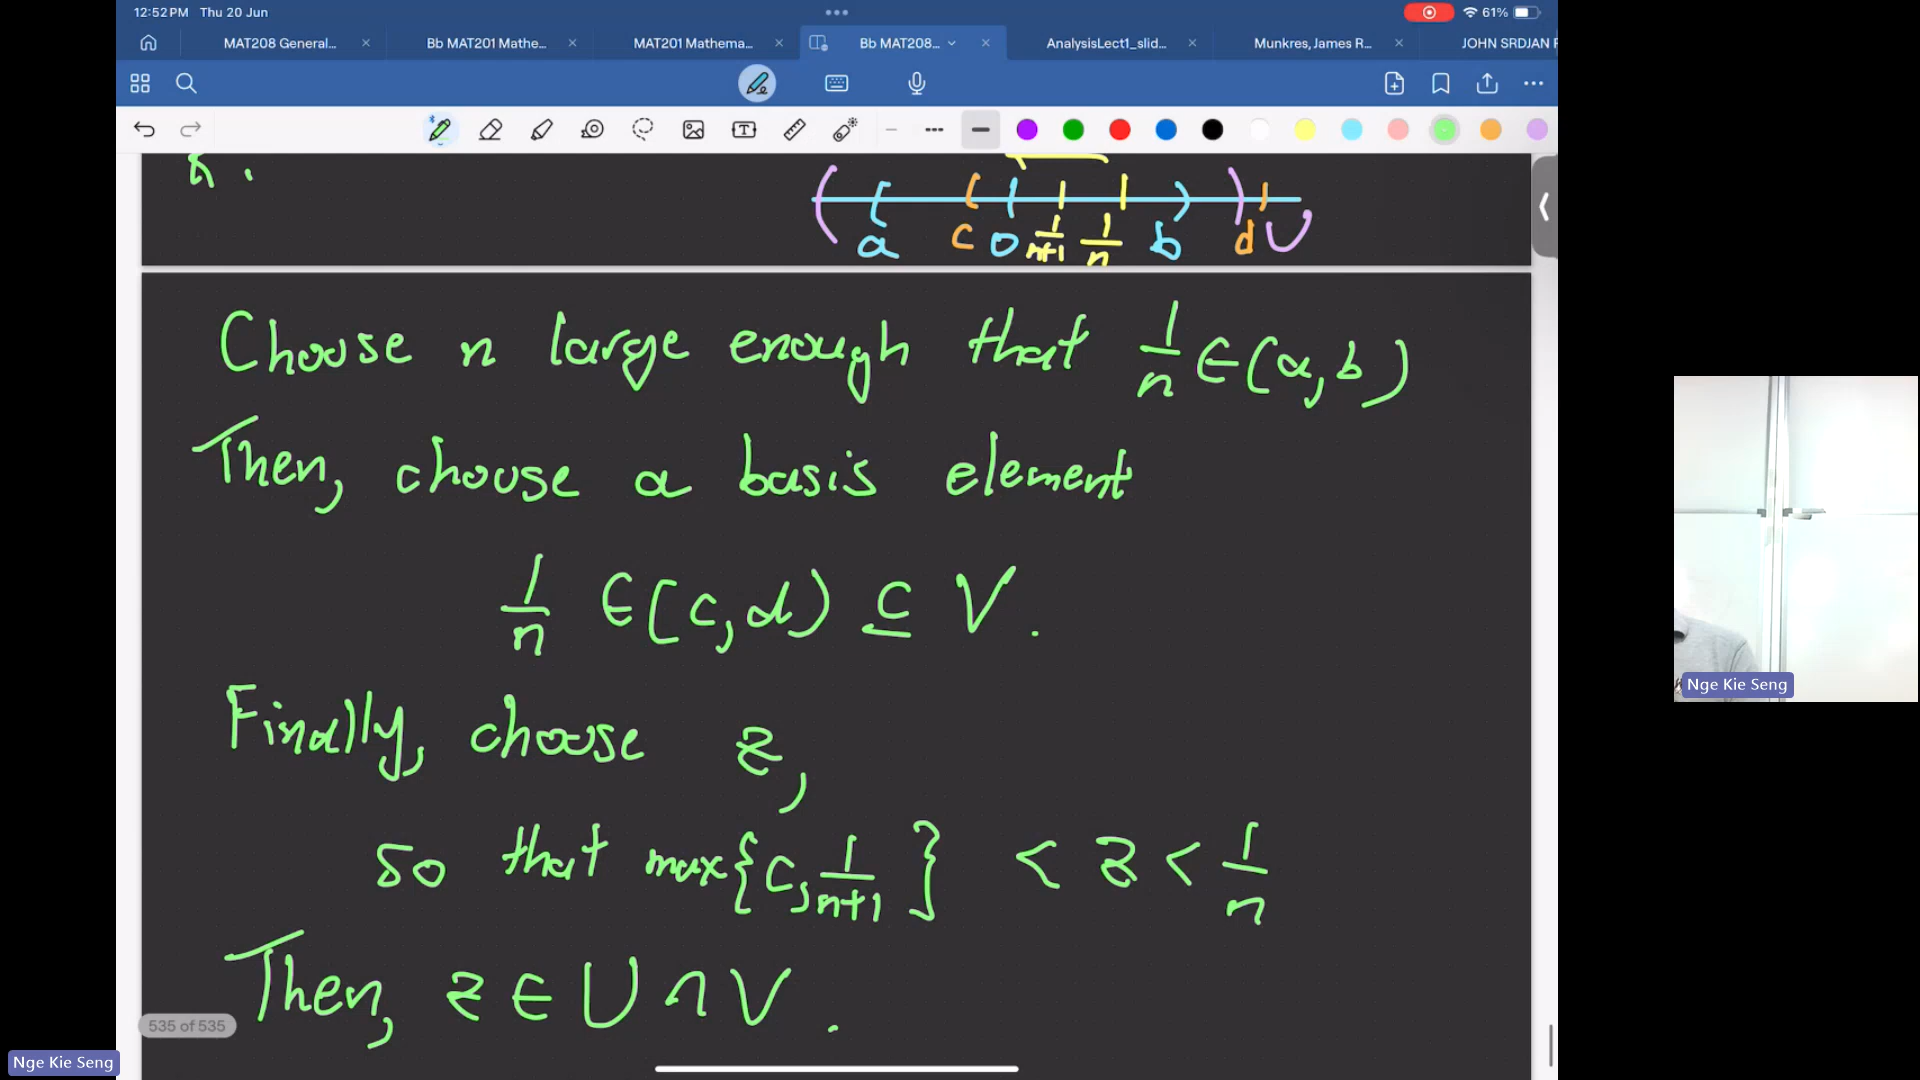 12:52 PM Thu 20 Jun
61%
MAT208 General...
Bb MAT201 Mathe...
MAT201 Mathema...
Bb MAT208...
AnalysisLect1_slid...
Munkres, James R...
JOHN SRDJAN P
a c 0 1/n+1 1/n b d U
Choose n large enough that 1/n ∈ (a, b)
Then, choose a basis element
1/n ∈ (c, d) ⊆ V.
Finally, choose z,
so that max{c, 1/n+1} < z < 1/n
Then, z ∈ U ∩ V.
535 of 535
Nge Kie Seng
Nge Kie Seng